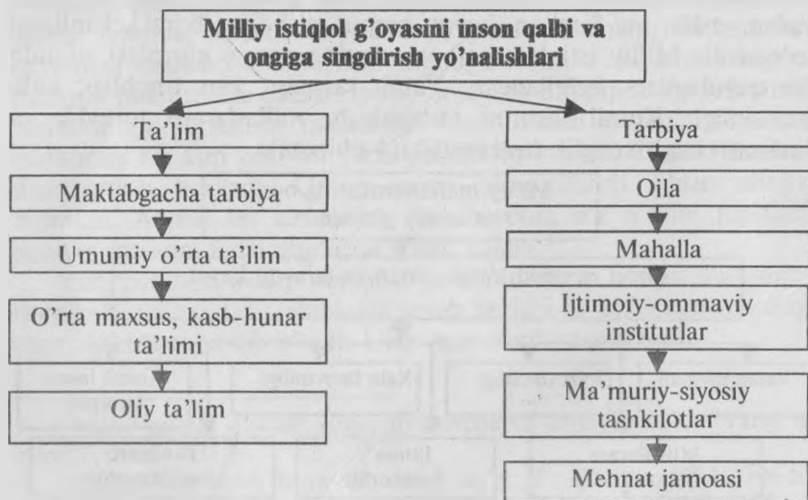 Milliy istiqlol g'oyasini inson qalbi va
ongiga singdirish yo'nalishlari
Ta'lim
Maktabgacha tarbiya
Umumiy o'rta ta'lim
O'rta maxsus, kasb-hunar
ta'limi
Oliy ta'lim
Tarbiya
Oila
Mahalla
Ijtimoiy-ommaviy
institutlar
Ma'muriy-siyosiy
tashkilotlar
Mehnat jamoasi